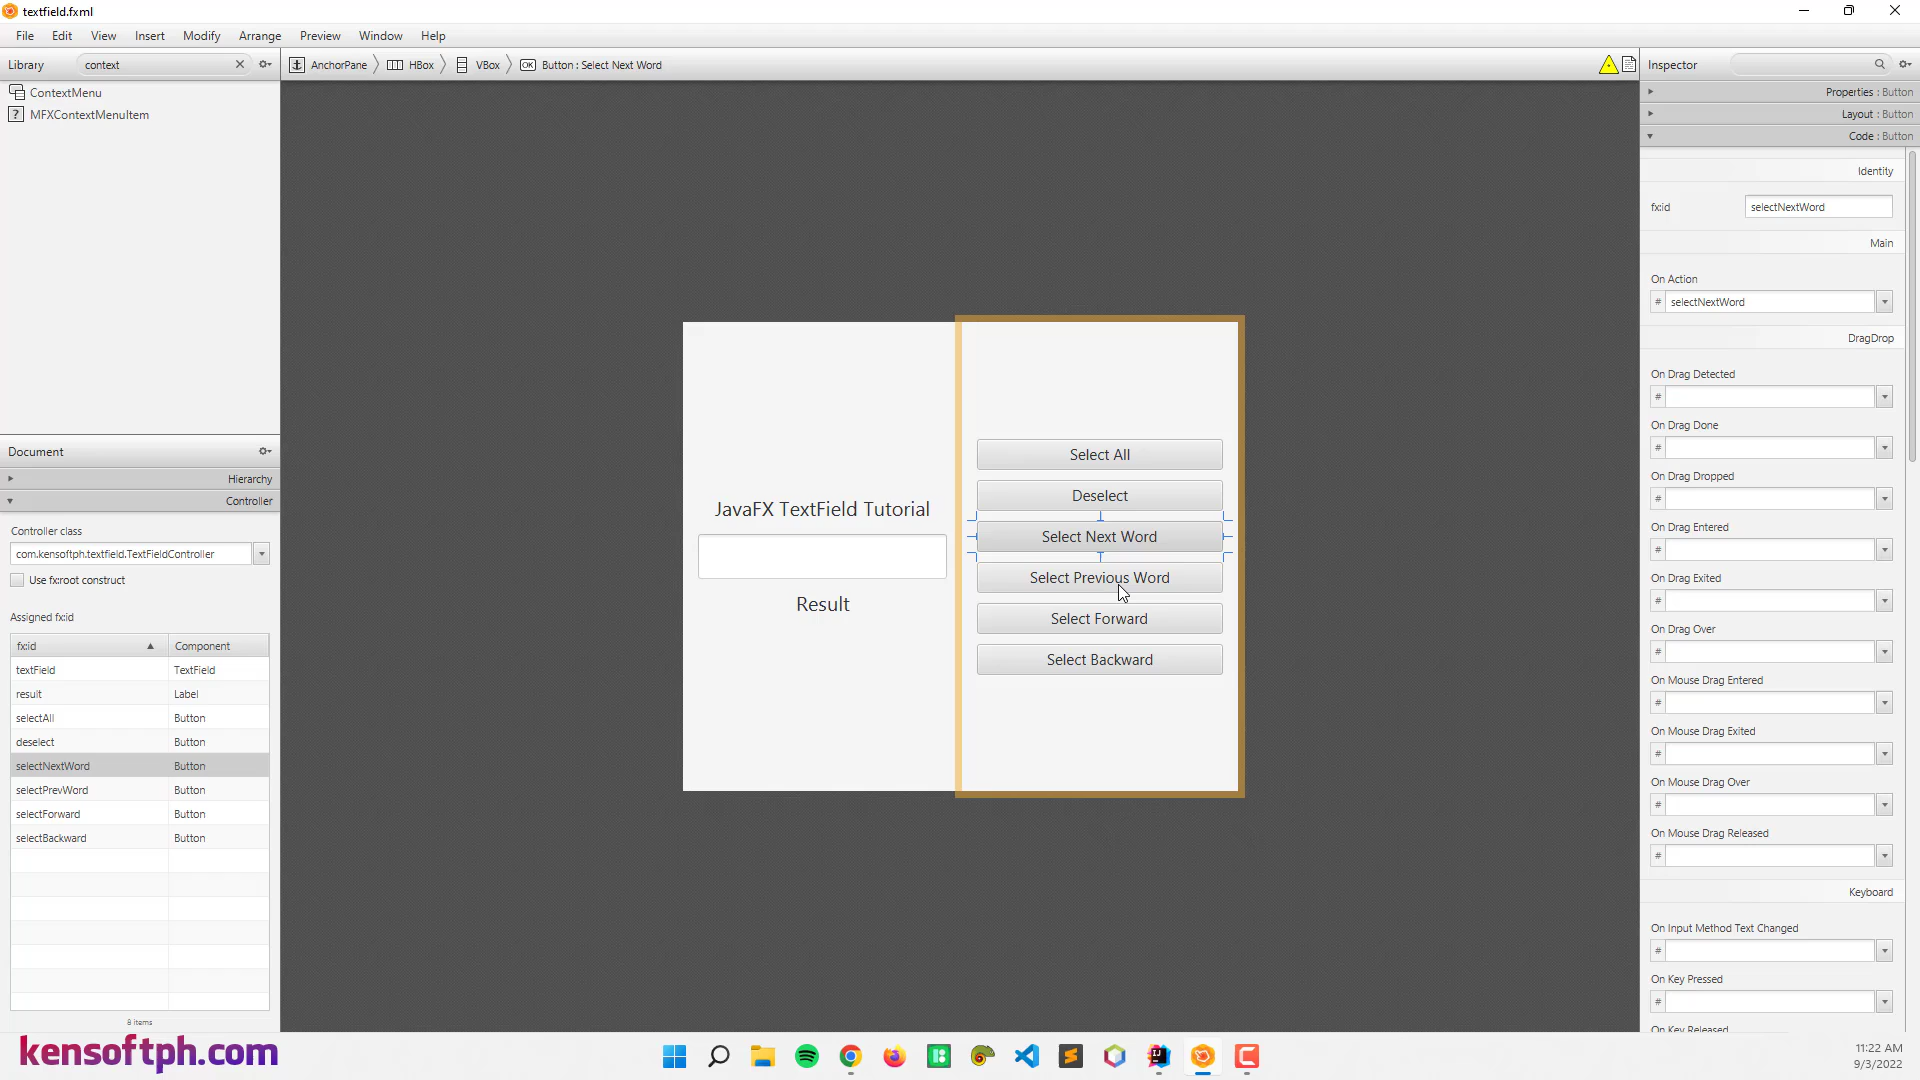 textfield.fxml
File Edit View Insert Modify Arrange Preview Window Help
Library context
AnchorPane HBox VBox OK Button : Select Next Word
Inspector
ContextMenu
? MFXContextMenuItem
Properties : Button
Layout : Button
Code : Button
Identity
fx:id selectNextWord
Main
On Action
# selectNextWord
DragDrop
On Drag Detected
#
On Drag Done
#
On Drag Dropped
#
On Drag Entered
#
On Drag Exited
#
On Drag Over
#
On Mouse Drag Entered
#
On Mouse Drag Exited
#
On Mouse Drag Over
#
On Mouse Drag Released
#
Keyboard
On Input Method Text Changed
#
On Key Pressed
#
On Key Released
JavaFX TextField Tutorial
Result
Select All
Deselect
Select Next Word
Select Previous Word
Select Forward
Select Backward
Document
Hierarchy
Controller
Controller class
com.kensoftph.textfield.TextFieldController
Use fx:root construct
Assigned fx:id
fx:id Component
textField TextField
result Label
selectAll Button
deselect Button
selectNextWord Button
selectPrevWord Button
selectForward Button
selectBackward Button
8 items
kensoftph.com
11:22 AM
9/3/2022